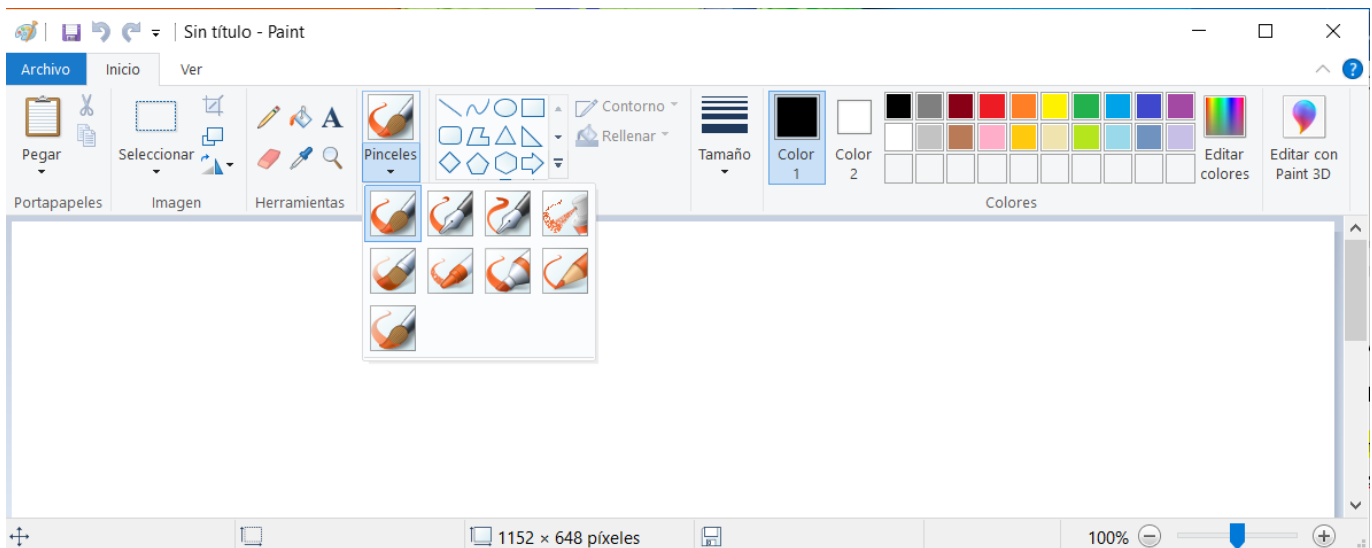 Sin título - Paint
Archivo Inicio Ver ?
Pegar Seleccionar A Pinceles Contorno Rellenar Tamaño Color 1 Color 2 Editar colores Editar con Paint 3D
Portapapeles Imagen Herramientas Colores
1152 × 648 píxeles 100%